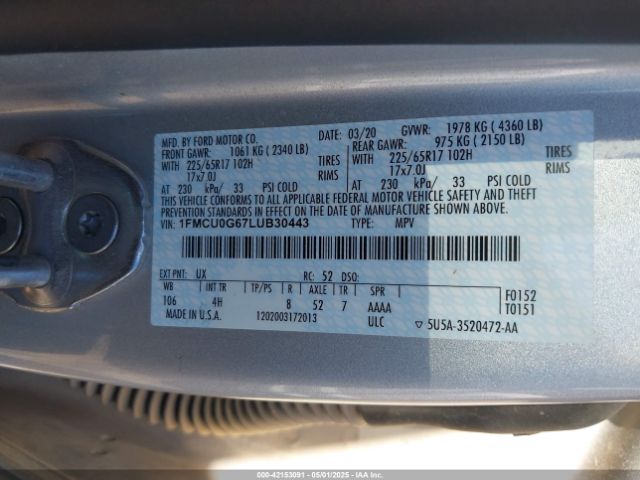 MFD. BY FORD MOTOR CO. DATE: 03/20 GVWR: 1978 KG ( 4360 LB)
FRONT GAWR: 1061 KG ( 2340 LB) REAR GAWR: 975 KG ( 2150 LB)
WITH 225/65R17 102H TIRES WITH 225/65R17 102H TIRES
17x7.0J RIMS 17x7.0J RIMS
AT 230 kPa/ 33 PSI COLD AT 230 kPa/ 33 PSI COLD
THIS VEHICLE CONFORMS TO ALL APPLICABLE FEDERAL MOTOR VEHICLE SAFETY AND THEFT
PREVENTION STANDARDS IN EFFECT ON THE DATE OF MANUFACTURE SHOWN ABOVE.
VIN: 1FMCU0G67LUB30443 TYPE: MPV
EXT PNT: UX RC: 52 DSO:
WB INT TR TP/PS R AXLE TR SPR F0152
106 4H 8 52 7 AAAA T0151
MADE IN U.S.A. 1202003172013 ULC ▽ 5U5A-3520472-AA
000-42153091 - 05/01/2025 - IAAI.CA